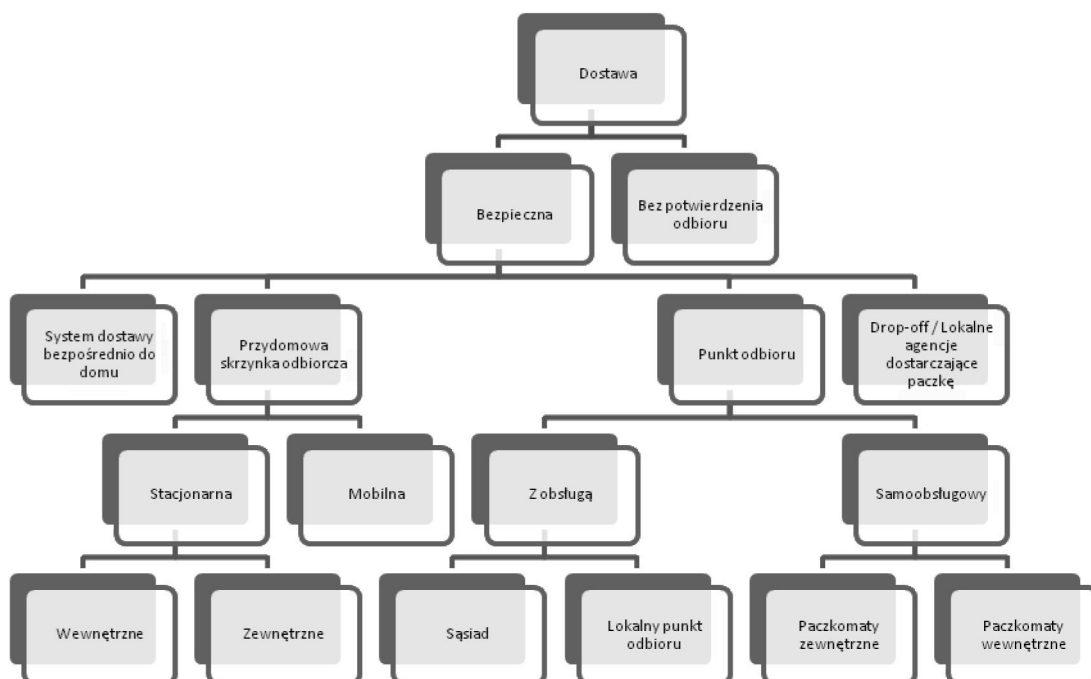 Dostawa
Bezpieczna
Bez potwierdzenia
odbioru
System dostawy
bezpośrednio do
domu
Przydomowa
skrzynka odbiorcza
Punkt odbioru
Drop-off / Lokalne
agencje
dostarczające
paczkę
Stacjonarna
Mobilna
Z obsługą
Samoobsługowy
Wewnętrzne
Zewnętrzne
Sąsiad
Lokalny punkt
odbioru
Paczkomaty
zewnętrzne
Paczkomaty
wewnętrzne